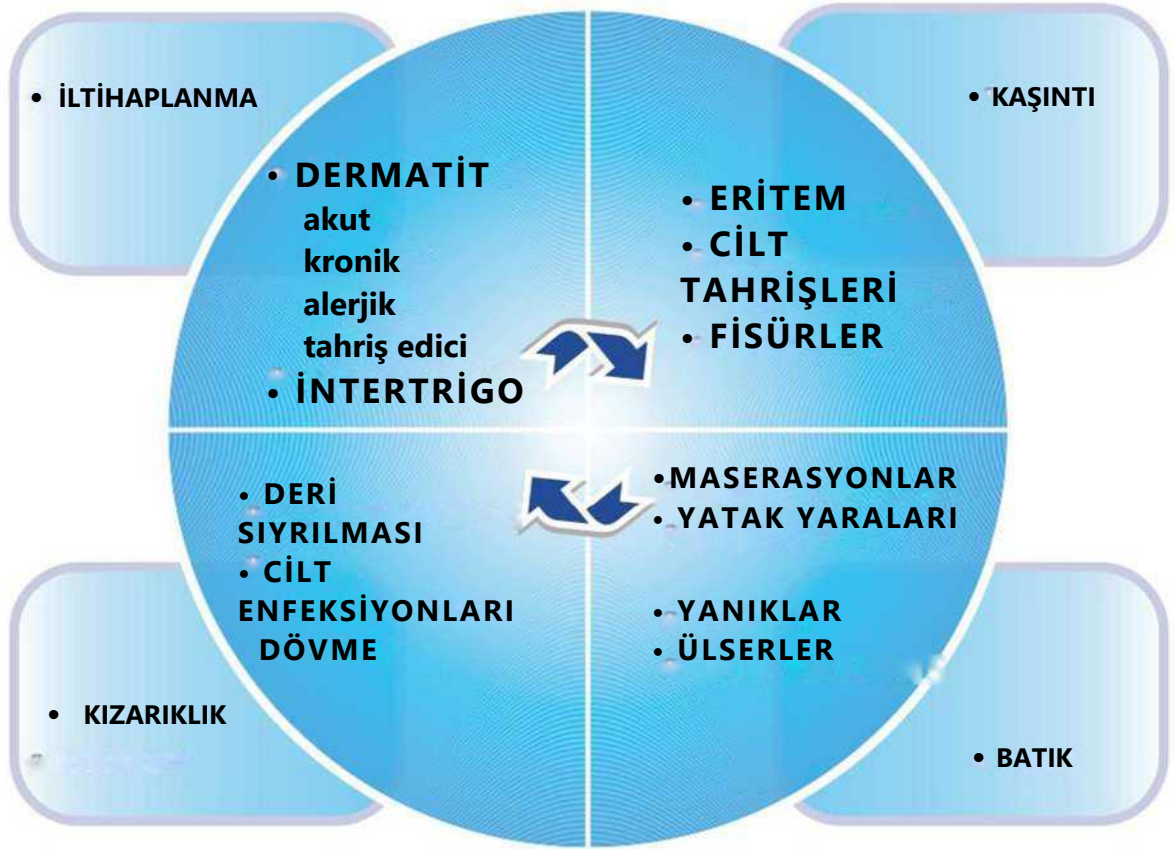 • İLTİHAPLANMA
• KAŞINTI
• DERMATİT
akut
kronik
alerjik
tahriş edici
• İNTERTRİGO
• ERİTEM
• CİLT
TAHRİŞLERİ
• FİSÜRLER
• DERİ
SIYRILMASI
• CİLT
ENFEKSİYONLARI
DÖVME
•MASERASYONLAR
• YATAK YARALARI
• YANIKLAR
• ÜLSERLER
• KIZARIKLIK
• BATIK